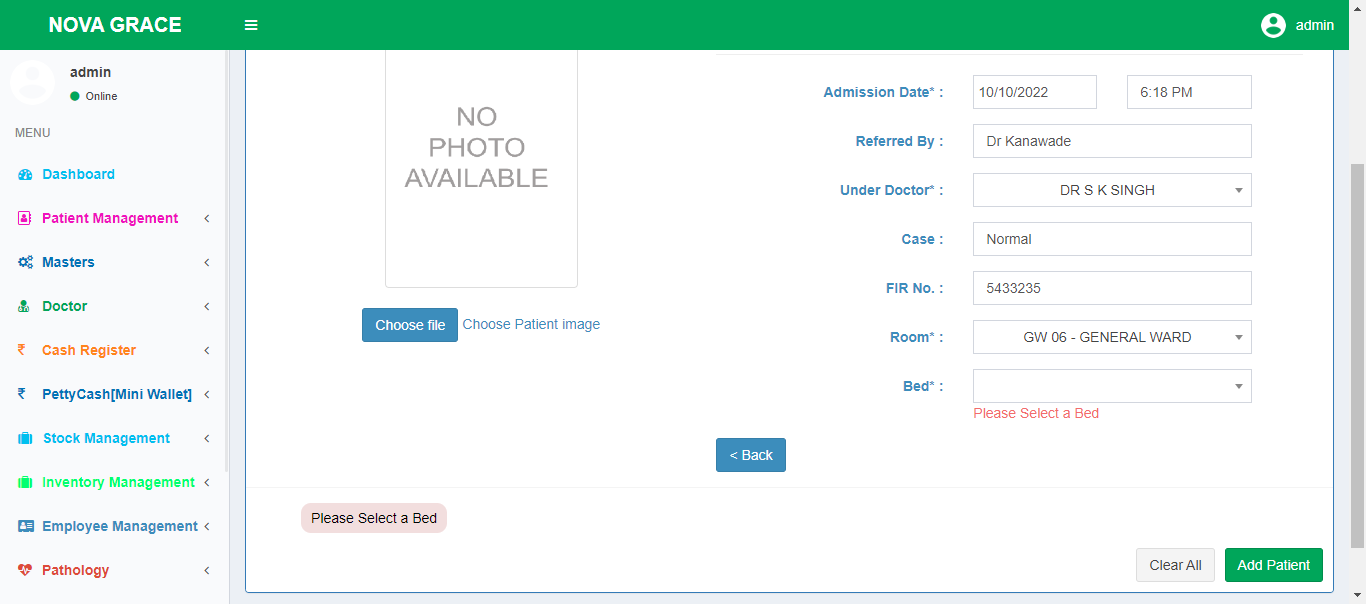 NOVA GRACE
admin
admin
Online
MENU
Dashboard
Patient Management
Masters
Doctor
Cash Register
PettyCash[Mini Wallet]
Stock Management
Inventory Management
Employee Management
Pathology
NO
PHOTO
AVAILABLE
Choose file Choose Patient image
Admission Date* : 10/10/2022 6:18 PM
Referred By : Dr Kanawade
Under Doctor* : DR S K SINGH
Case : Normal
FIR No. : 5433235
Room* : GW 06 - GENERAL WARD
Bed* :
Please Select a Bed
< Back
Please Select a Bed
Clear All Add Patient